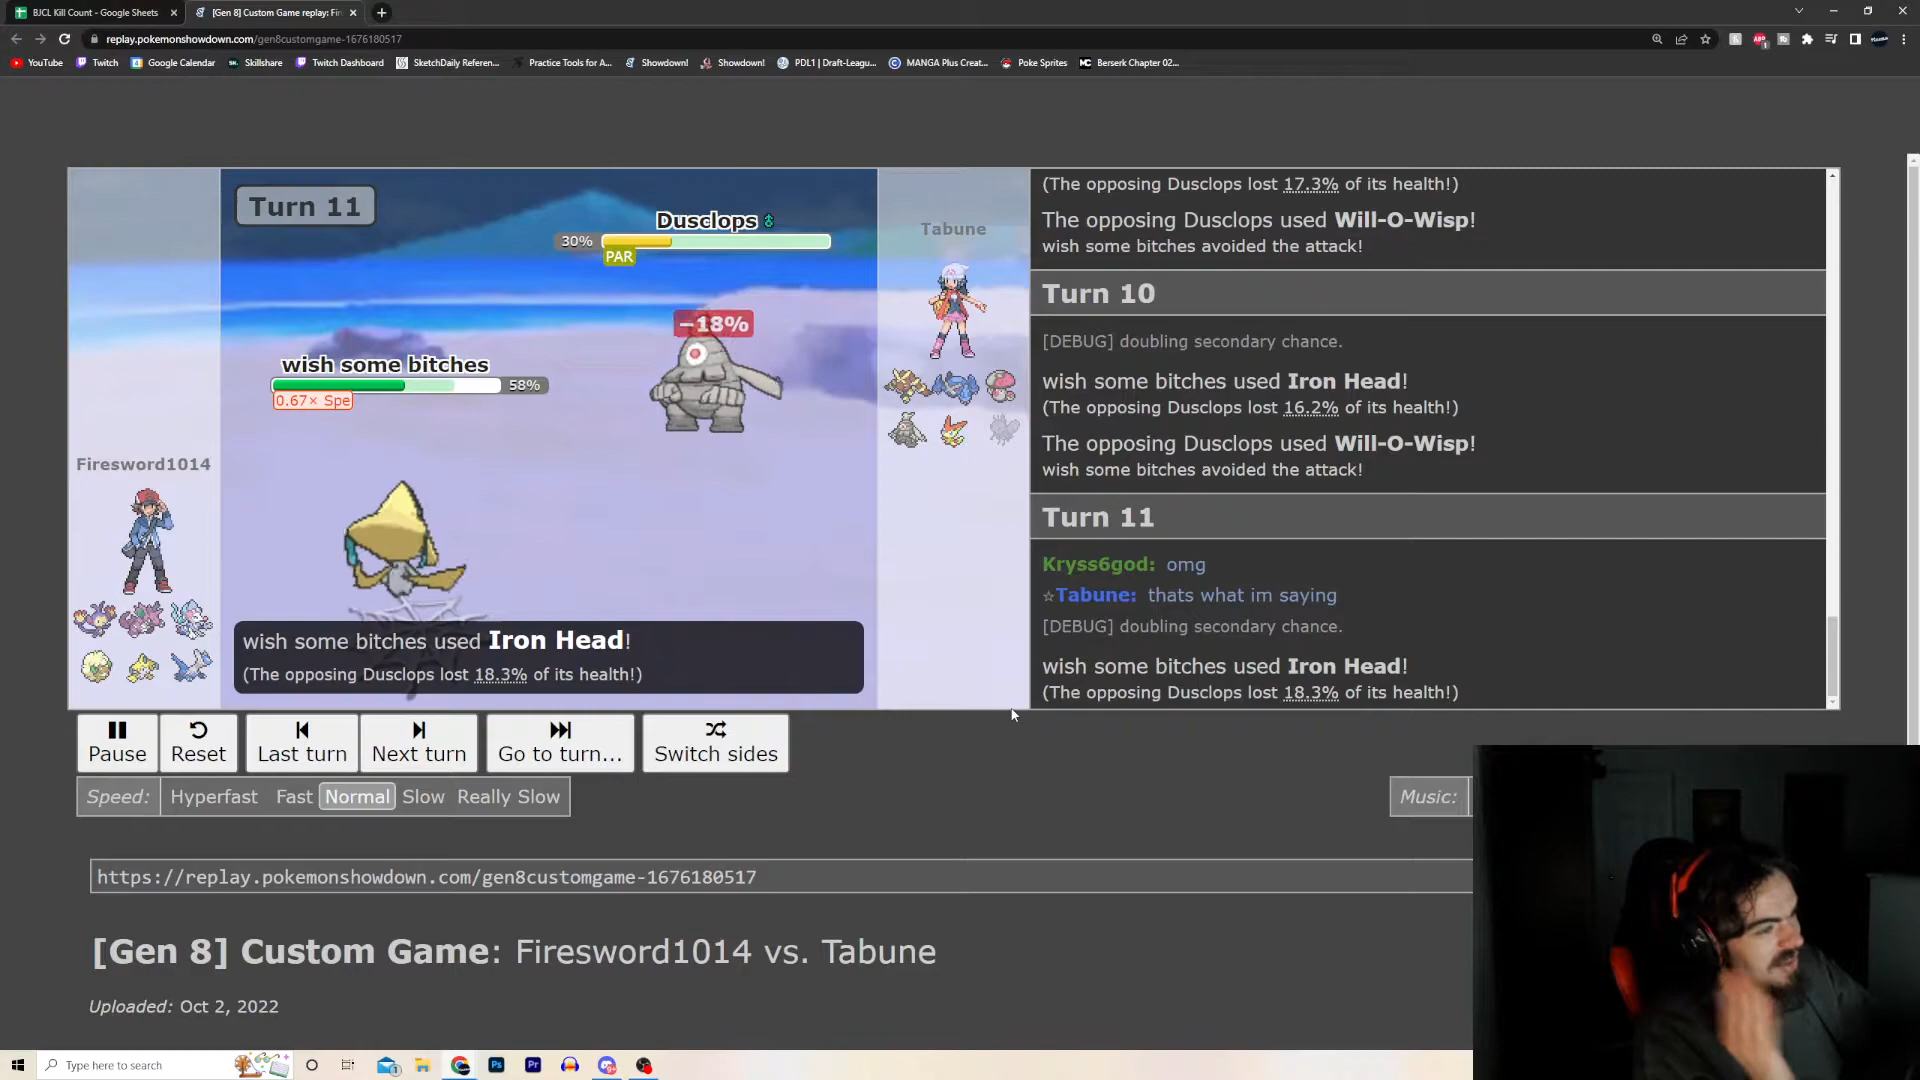 BJCL Kill Count - Google Sheets
[Gen 8] Custom Game replay: Fir
replay.pokemonshowdown.com/gen8customgame-1676180517
YouTube
Twitch
Google Calendar
Skillshare
Twitch Dashboard
SketchDaily Referen...
Practice Tools for A...
Showdown!
Showdown!
PDL1 | Draft-Leagu...
MANGA Plus Creat...
Poke Sprites
Berserk Chapter 02...
Turn 11
Dusclops
30%
PAR
-18%
wish some bitches
58%
0.67× Spe
Firesword1014
Tabune
wish some bitches used Iron Head!
(The opposing Dusclops lost 18.3% of its health!)
(The opposing Dusclops lost 17.3% of its health!)
The opposing Dusclops used Will-O-Wisp!
wish some bitches avoided the attack!
Turn 10
[DEBUG] doubling secondary chance.
wish some bitches used Iron Head!
(The opposing Dusclops lost 16.2% of its health!)
The opposing Dusclops used Will-O-Wisp!
wish some bitches avoided the attack!
Turn 11
Kryss6god: omg
☆Tabune: thats what im saying
[DEBUG] doubling secondary chance.
wish some bitches used Iron Head!
(The opposing Dusclops lost 18.3% of its health!)
Pause
Reset
Last turn
Next turn
Go to turn...
Switch sides
Speed: Hyperfast Fast Normal Slow Really Slow
Music:
https://replay.pokemonshowdown.com/gen8customgame-1676180517
[Gen 8] Custom Game: Firesword1014 vs. Tabune
Uploaded: Oct 2, 2022
Type here to search